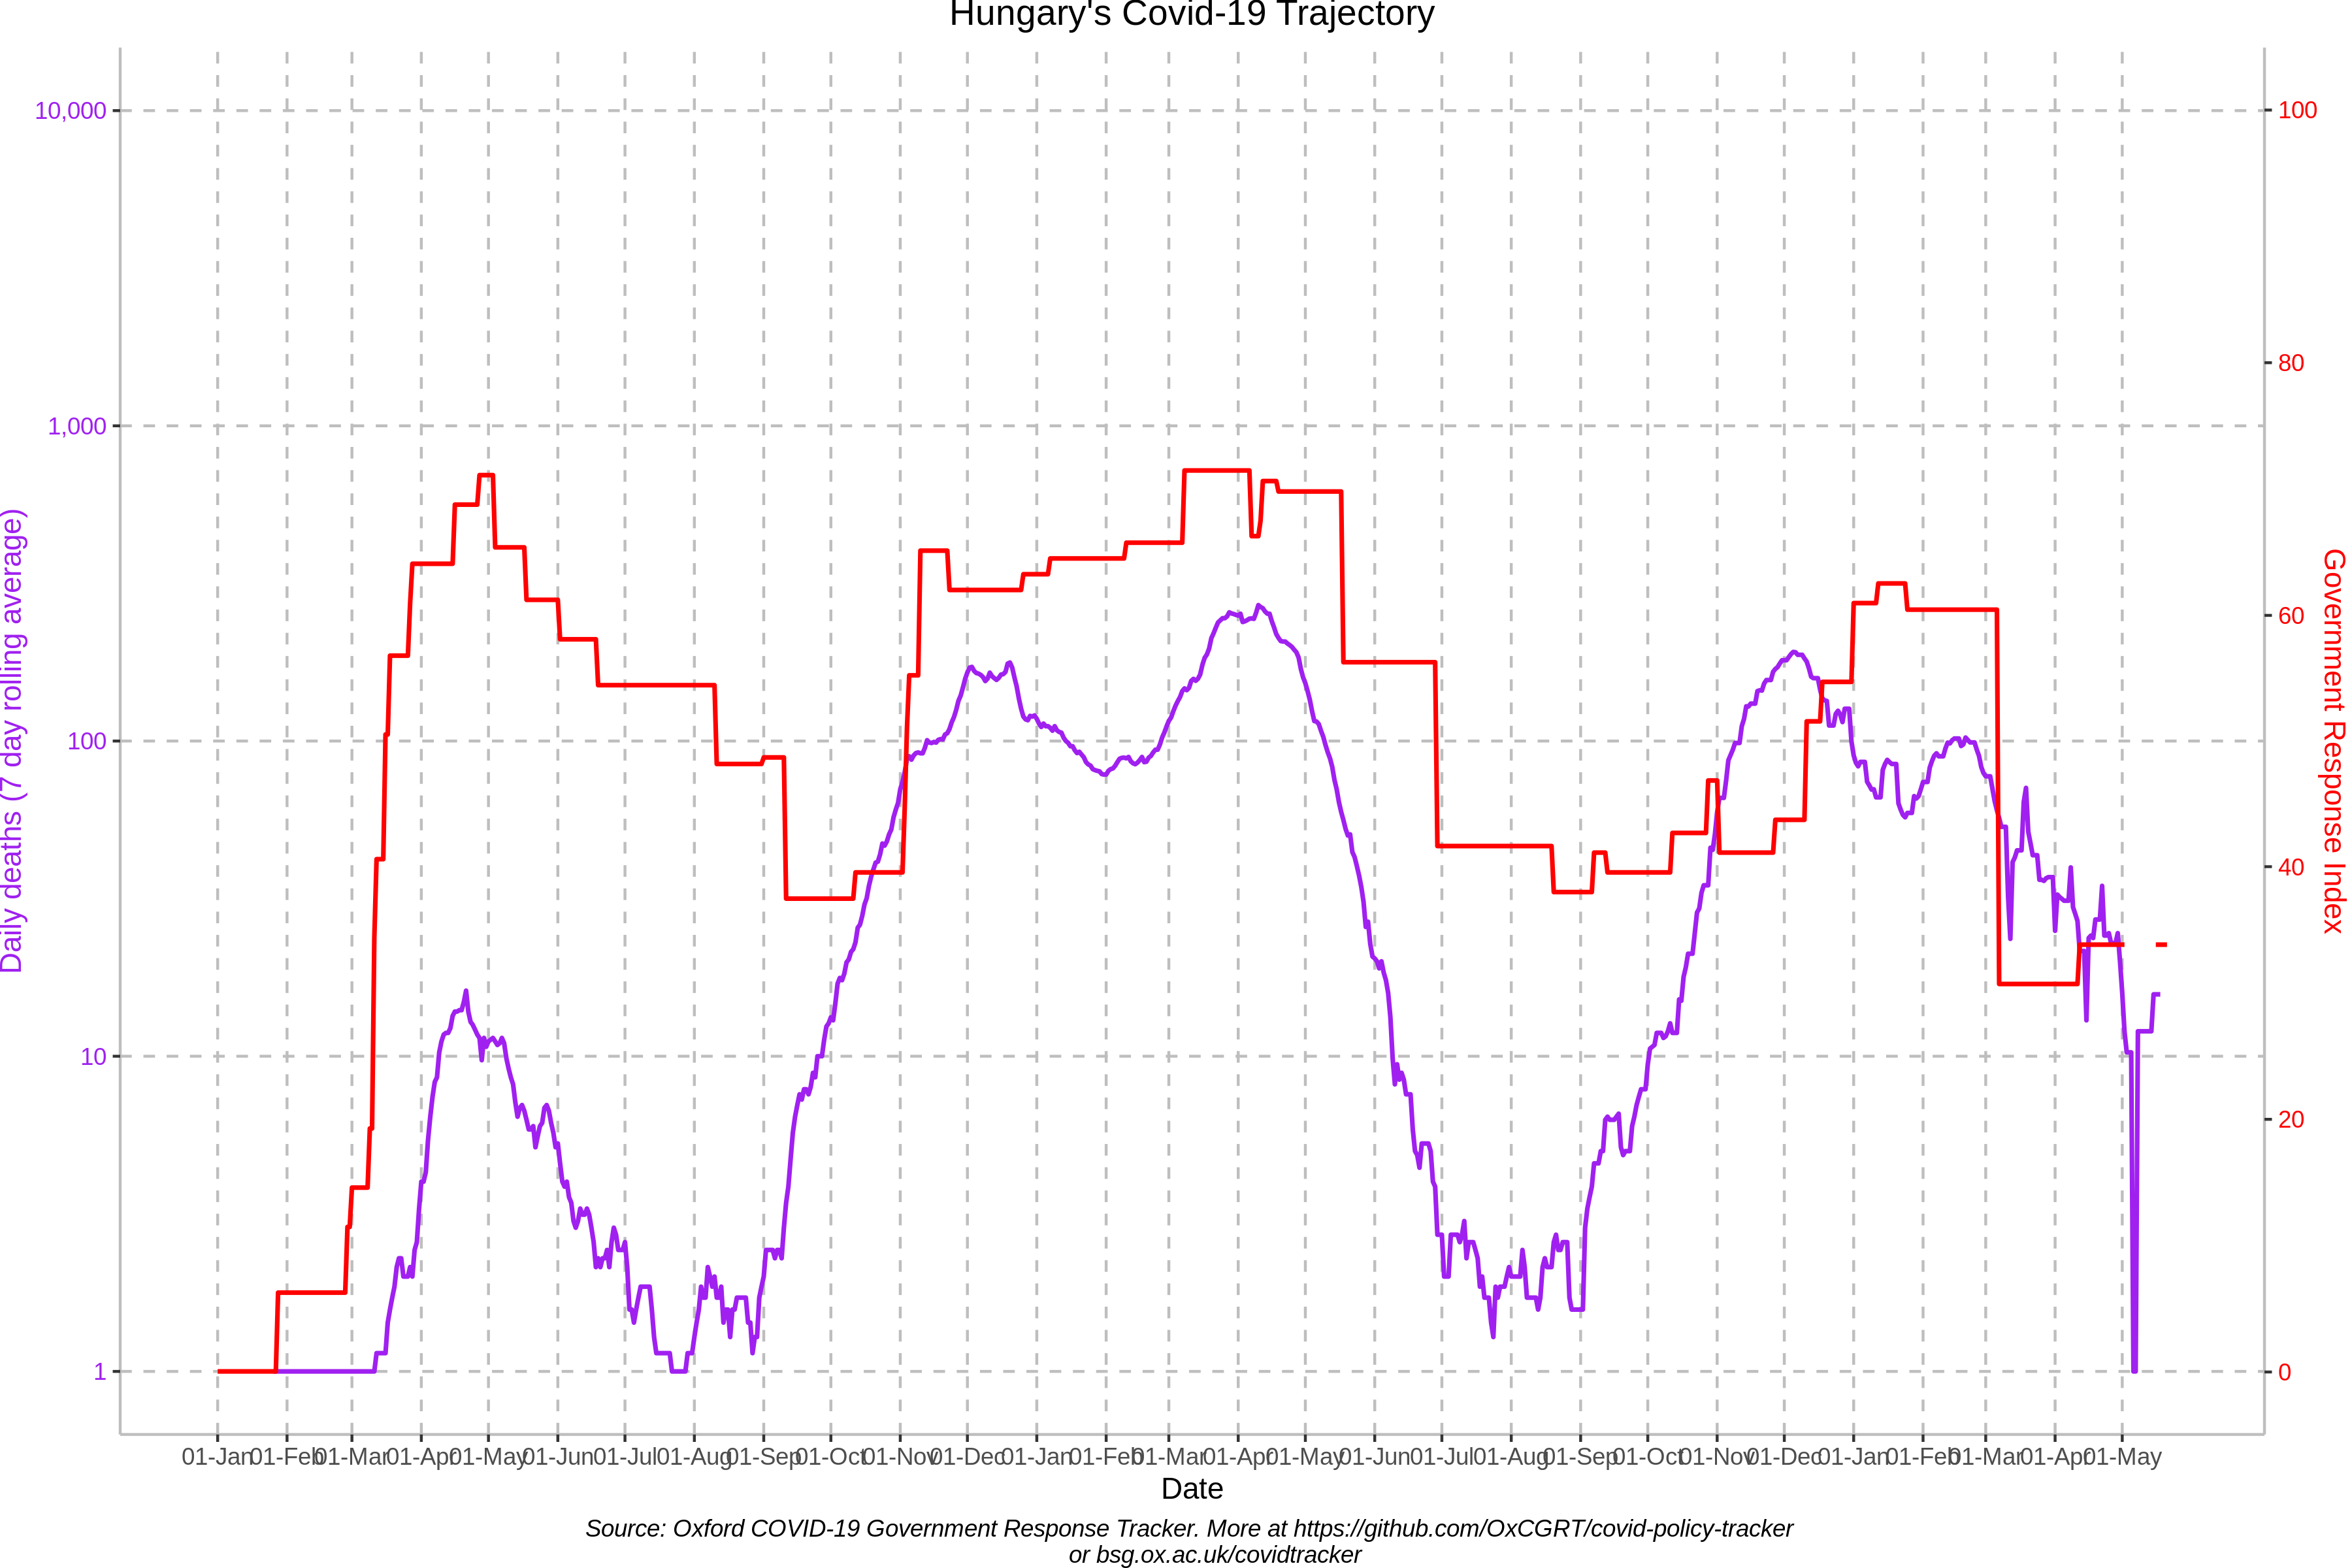 Hungary's Covid-19 Trajectory
10,000
1,000
100
10
1
Daily deaths (7 day rolling average)
100
80
60
40
20
0
Government Response Index
01-Jan 01-Feb 01-Mar 01-Apr 01-May 01-Jun 01-Jul 01-Aug 01-Sep 01-Oct 01-Nov 01-Dec 01-Jan 01-Feb 01-Mar 01-Apr 01-May 01-Jun 01-Jul 01-Aug 01-Sep 01-Oct 01-Nov 01-Dec 01-Jan 01-Feb 01-Mar 01-Apr 01-May
Date
Source: Oxford COVID-19 Government Response Tracker. More at https://github.com/OxCGRT/covid-policy-tracker
or bsg.ox.ac.uk/covidtracker